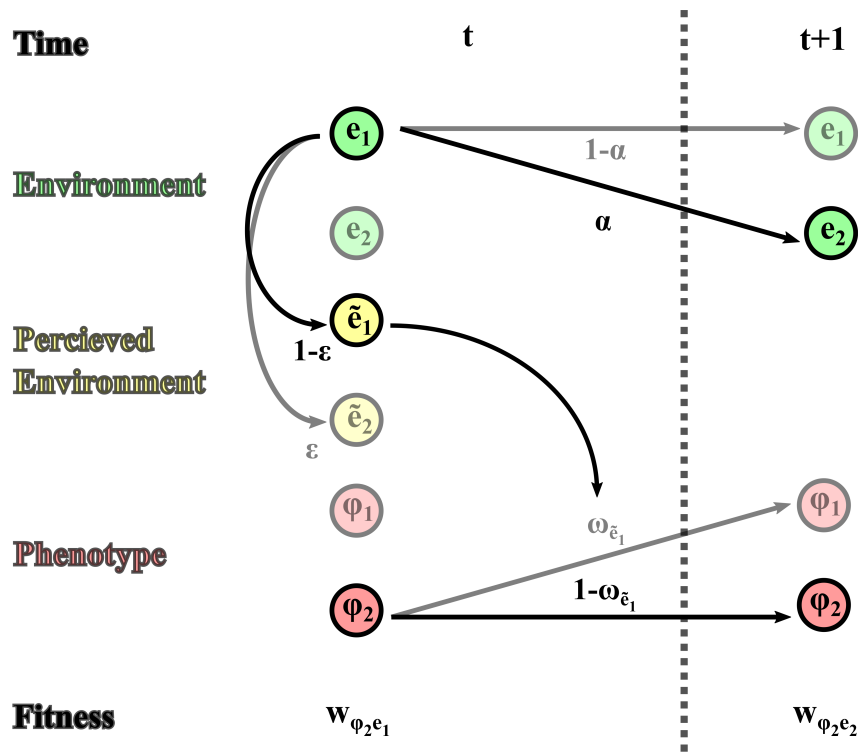 Time t t+1
e₁ e₁
1-α
Environment
α
e₂ e₂
ẽ₁
Percieved
1-ε
Environment
ẽ₂
ε
φ₁ φ₁
ω_ẽ₁
Phenotype
1-ω_ẽ₁
φ₂ φ₂
Fitness w_φ₂e₁ w_φ₂e₂